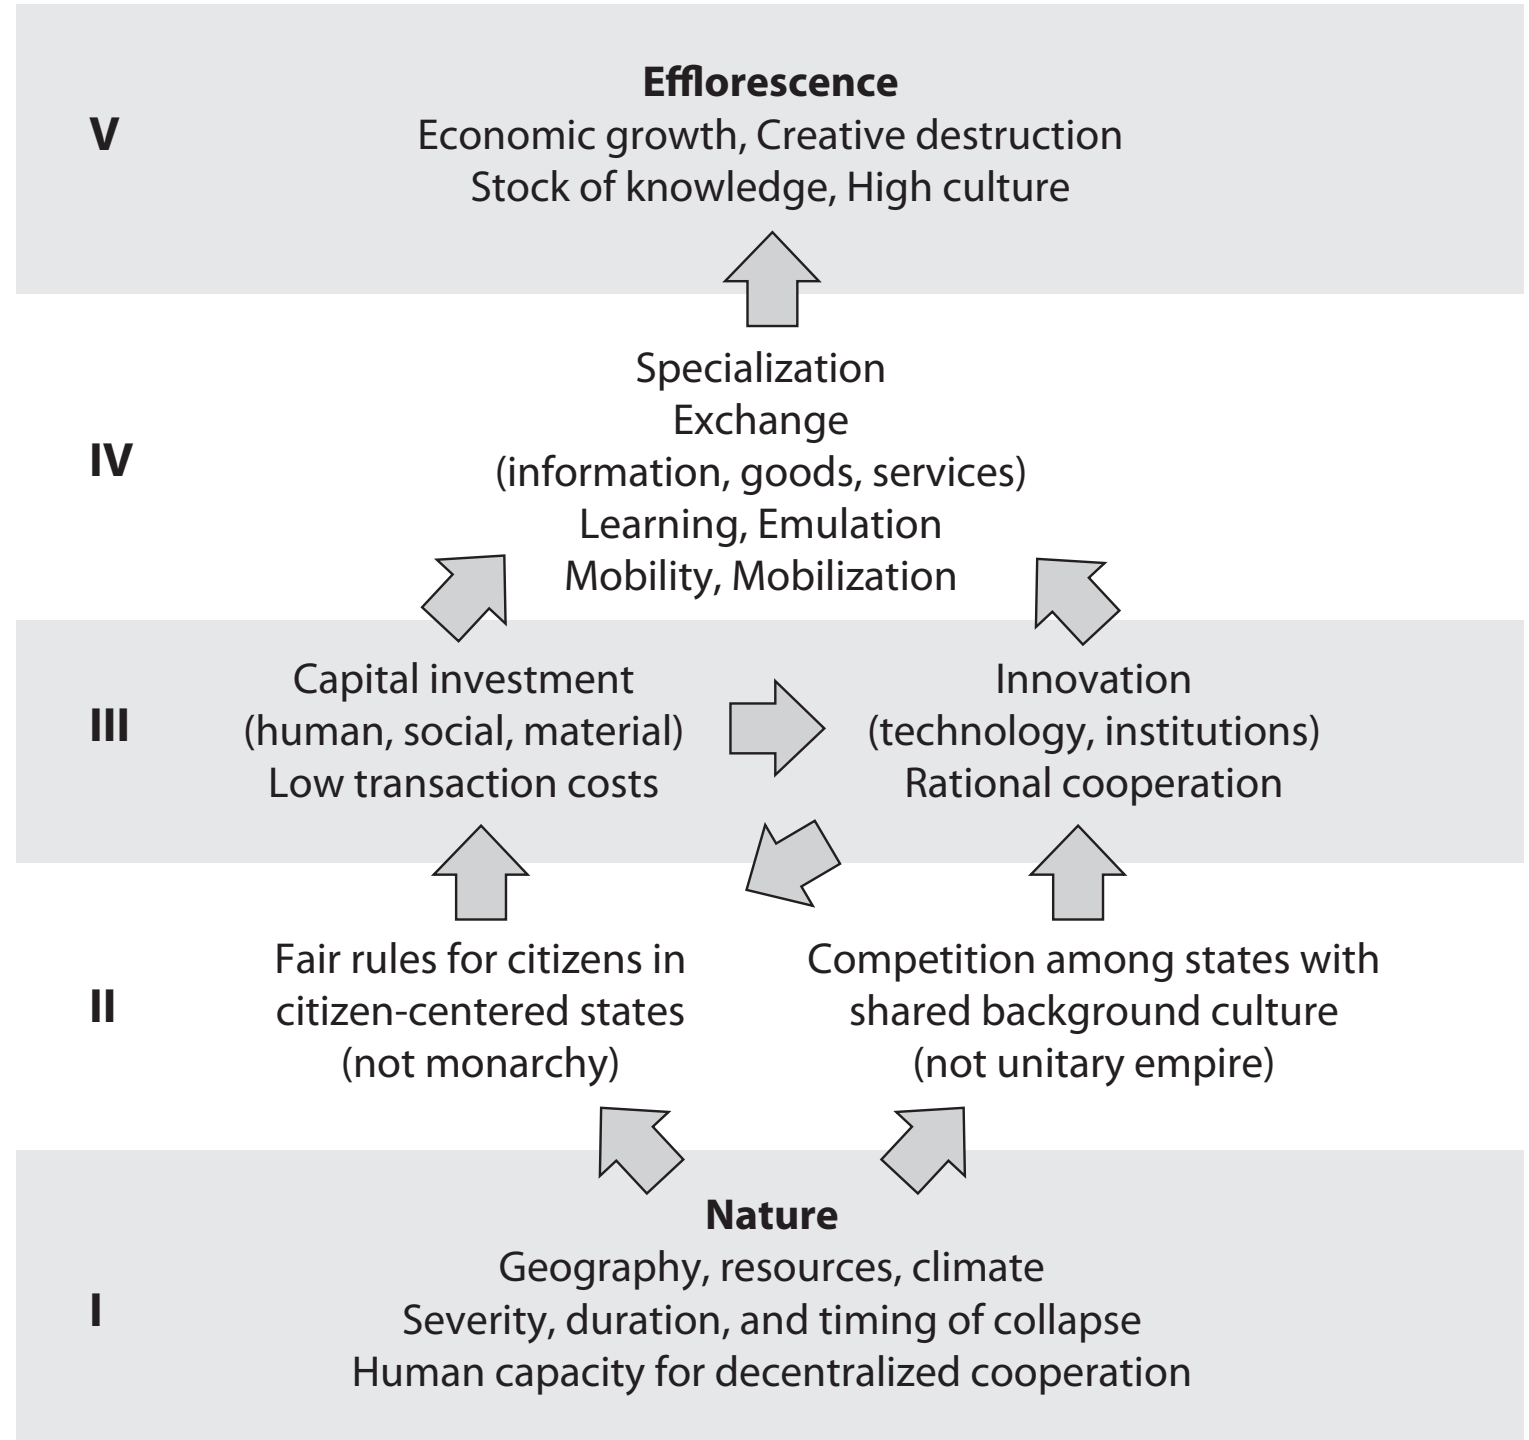 Efflorescence
V
Economic growth, Creative destruction
Stock of knowledge, High culture
Specialization
Exchange
IV
(information, goods, services)
Learning, Emulation
Mobility, Mobilization
III
Capital investment
(human, social, material)
Low transaction costs
Innovation
(technology, institutions)
Rational cooperation
II
Fair rules for citizens in
citizen-centered states
(not monarchy)
Competition among states with
shared background culture
(not unitary empire)
Nature
Geography, resources, climate
I
Severity, duration, and timing of collapse
Human capacity for decentralized cooperation